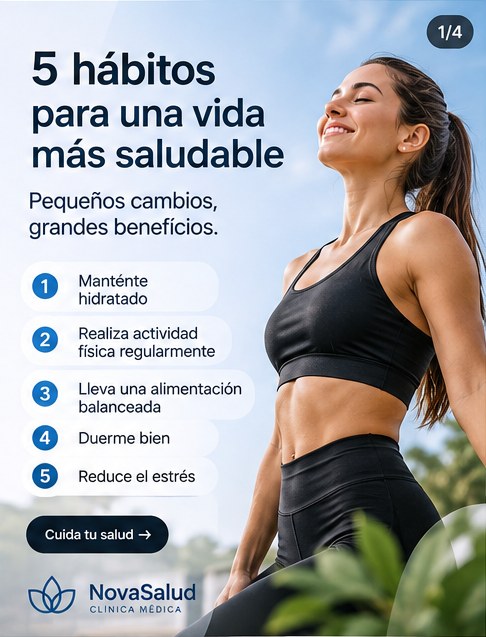 1/4
5 hábitos
para una vida
más saludable
Pequeños cambios,
grandes benefícios.
1 Manténte
hidratado
2 Realiza actividad
física regularmente
3 Lleva una alimentación
balanceada
4 Duerme bien
5 Reduce el estrés
Cuida tu salud →
NovaSalud
CLINICA MÉDICA